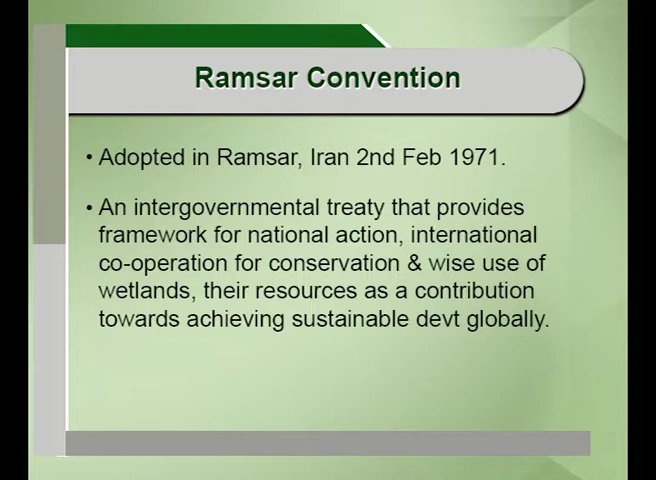 Ramsar Convention
• Adopted in Ramsar, Iran 2nd Feb 1971.
• An intergovernmental treaty that provides
framework for national action, international
co-operation for conservation & wise use of
wetlands, their resources as a contribution
towards achieving sustainable devt globally.